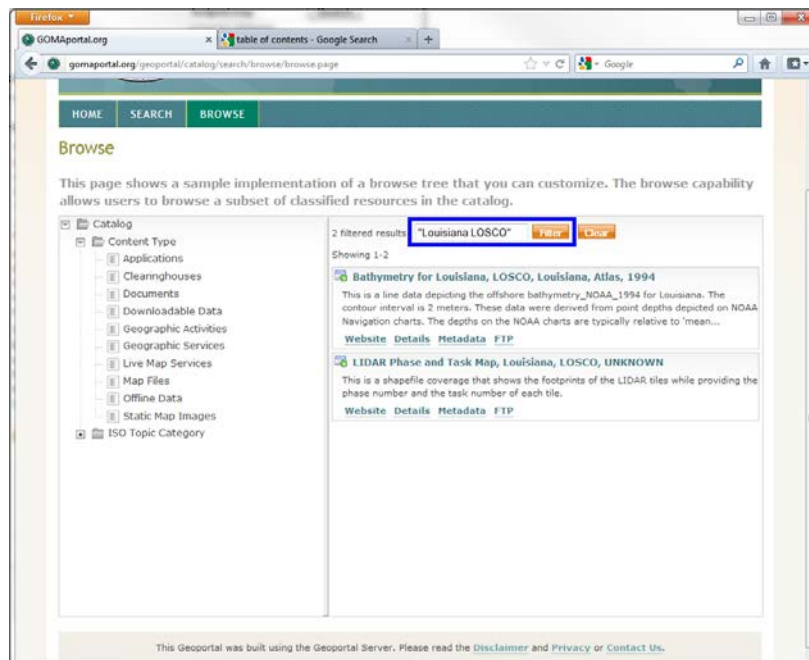 Firefox
GOMAportal.org
table of contents - Google Search
gomaportal.org/geoportal/catalog/search/browse/browse.page
Google
HOME SEARCH BROWSE
Browse
This page shows a sample implementation of a browse tree that you can customize. The browse capability
allows users to browse a subset of classified resources in the catalog.
Catalog
Content Type
Applications
Clearinghouses
Documents
Downloadable Data
Geographic Activities
Geographic Services
Live Map Services
Map Files
Offline Data
Static Map Images
ISO Topic Category
2 filtered results "Louisiana LOSCO" Filter Clear
Showing 1-2
Bathymetry for Louisiana, LOSCO, Louisiana, Atlas, 1994
This is a line data depicting the offshore bathymetry_NOAA_1994 for Louisiana. The
contour interval is 2 meters. These data were derived from point depths depicted on NOAA
Navigation charts. The depths on the NOAA charts are typically relative to 'mean...
Website Details Metadata FTP
LIDAR Phase and Task Map, Louisiana, LOSCO, UNKNOWN
This is a shapefile coverage that shows the footprints of the LIDAR tiles while providing the
phase number and the task number of each tile.
Website Details Metadata FTP
This Geoportal was built using the Geoportal Server. Please read the Disclaimer and Privacy or Contact Us.